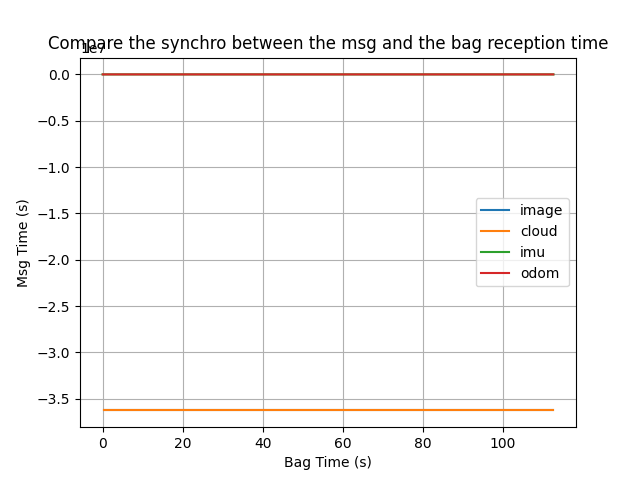 Compare the synchro between the msg and the bag reception time
1e7
0.0
−0.5
−1.0
−1.5
−2.0
−2.5
−3.0
−3.5
Msg Time (s)
image
cloud
imu
odom
0 20 40 60 80 100
Bag Time (s)